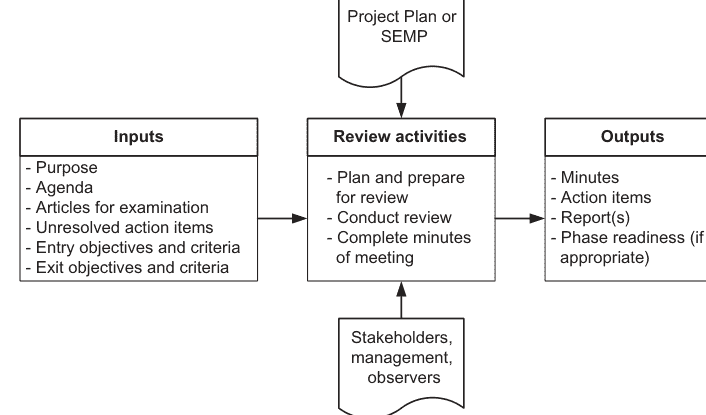 Project Plan or
SEMP
Inputs
- Purpose
- Agenda
- Articles for examination
- Unresolved action items
- Entry objectives and criteria
- Exit objectives and criteria
Review activities
- Plan and prepare
for review
- Conduct review
- Complete minutes
of meeting
Outputs
- Minutes
- Action items
- Report(s)
- Phase readiness (if
appropriate)
Stakeholders,
management,
observers